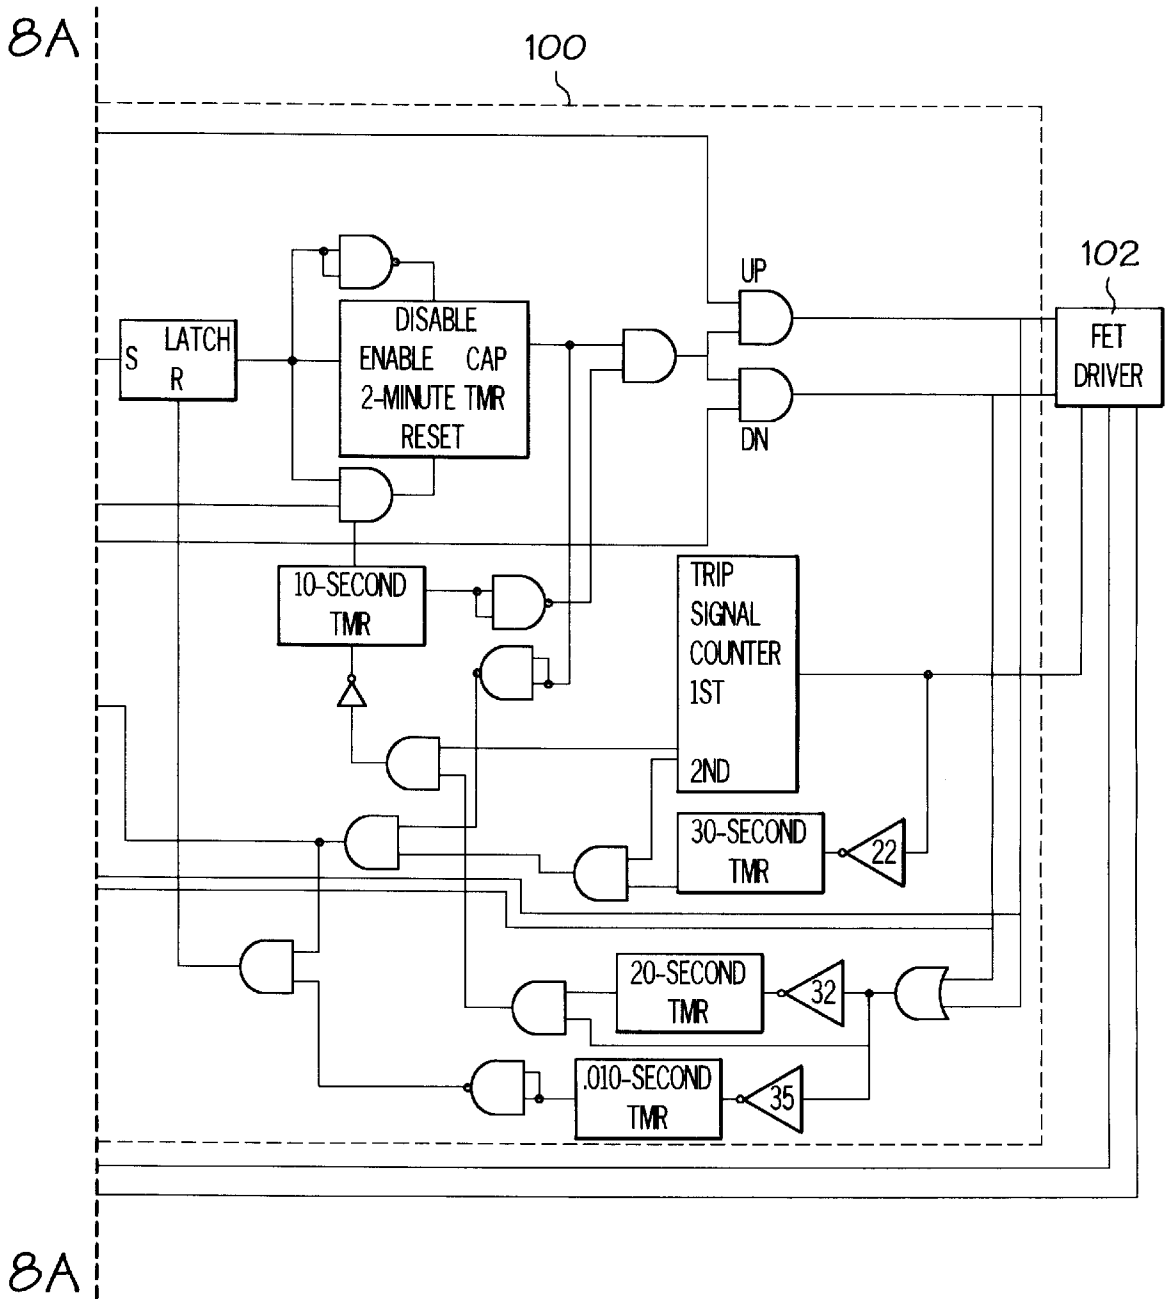 8A
100
102
UP
FET
DRIVER
DISABLE
ENABLE CAP
2-MINUTE TMR
RESET
LATCH
S
R
DN
10-SECOND
TMR
TRIP
SIGNAL
COUNTER
1ST
2ND
30-SECOND
TMR
22
20-SECOND
TMR
32
.010-SECOND
TMR
35
8A